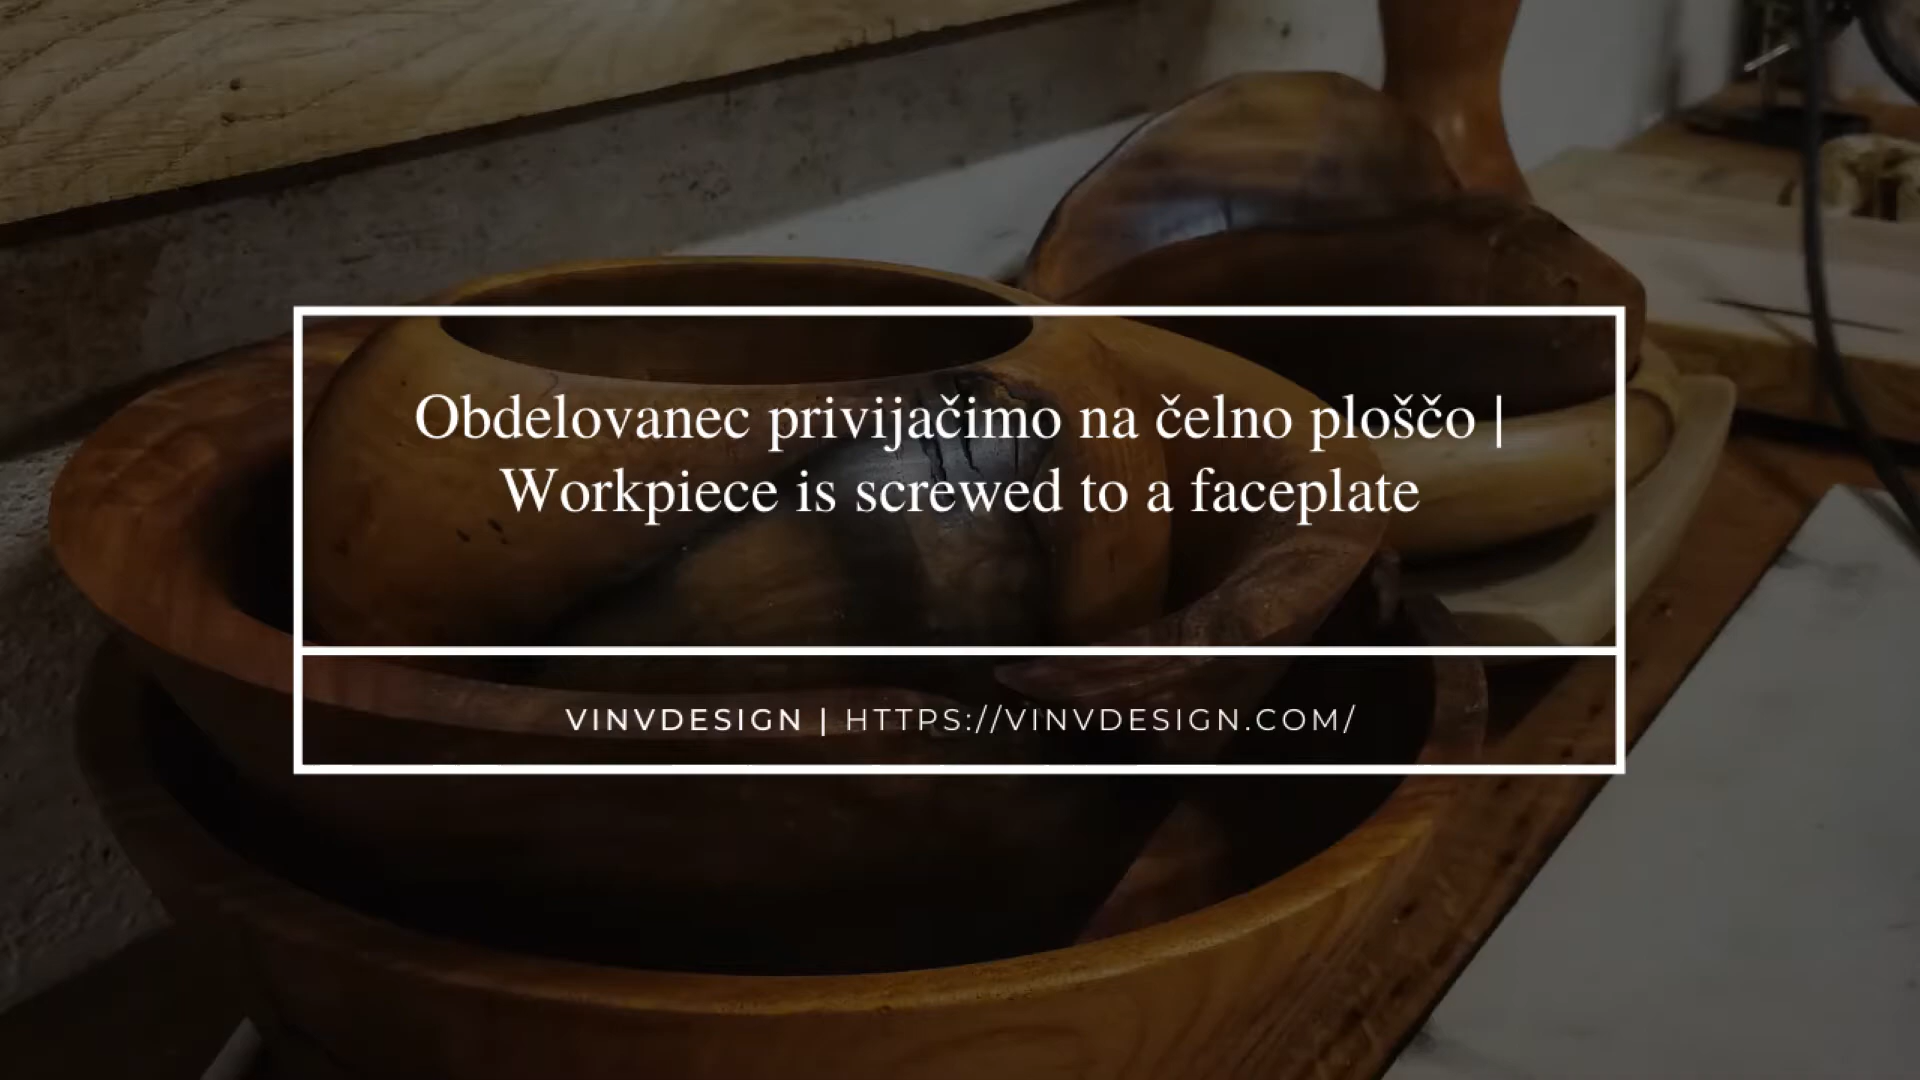 Obdelovanec privijačimo na čelno ploščo |
Workpiece is screwed to a faceplate
VINVDESIGN | HTTPS://VINVDESIGN.COM/